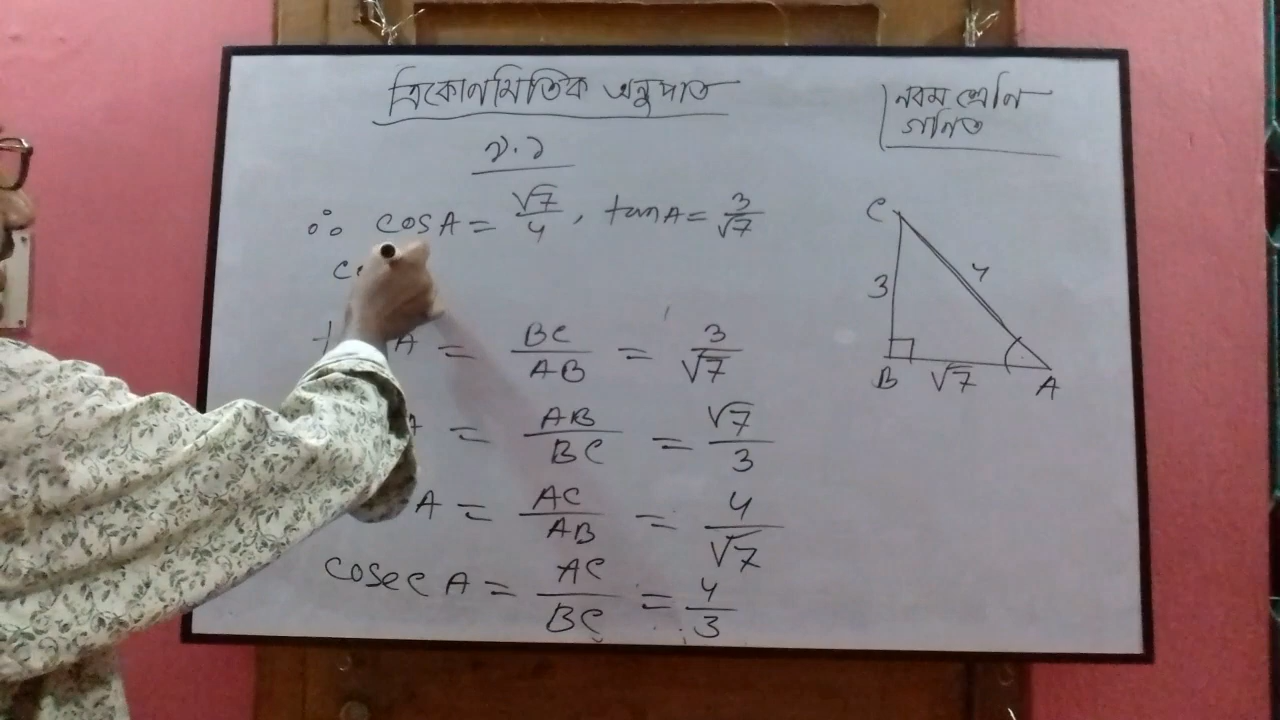 ত্রিকোণমিতিক অনুপাত
নবম শ্রেণি
গণিত
৯.১
∴ cosA = √7/4, tanA = 3/√7
A = BC/AB = 3/√7
A = AB/BC = √7/3
A = AC/AB = 4/√7
cosec A = AC/BC = 4/3
C
4
3
B √7 A